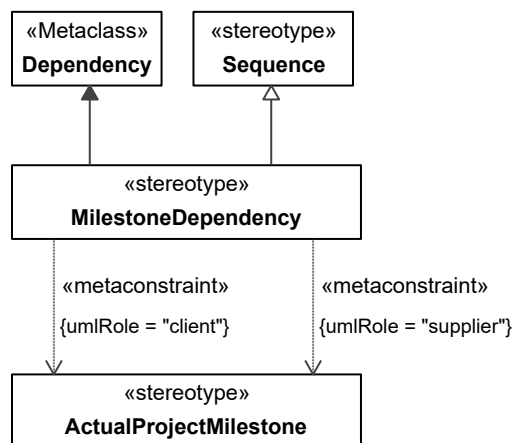 «Metaclass»
Dependency
«stereotype»
Sequence
«stereotype»
MilestoneDependency
«metaconstraint»
{umlRole = "client"}
«metaconstraint»
{umlRole = "supplier"}
«stereotype»
ActualProjectMilestone